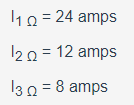 I₁ Ω = 24 amps
I₂ Ω = 12 amps
I₃ Ω = 8 amps